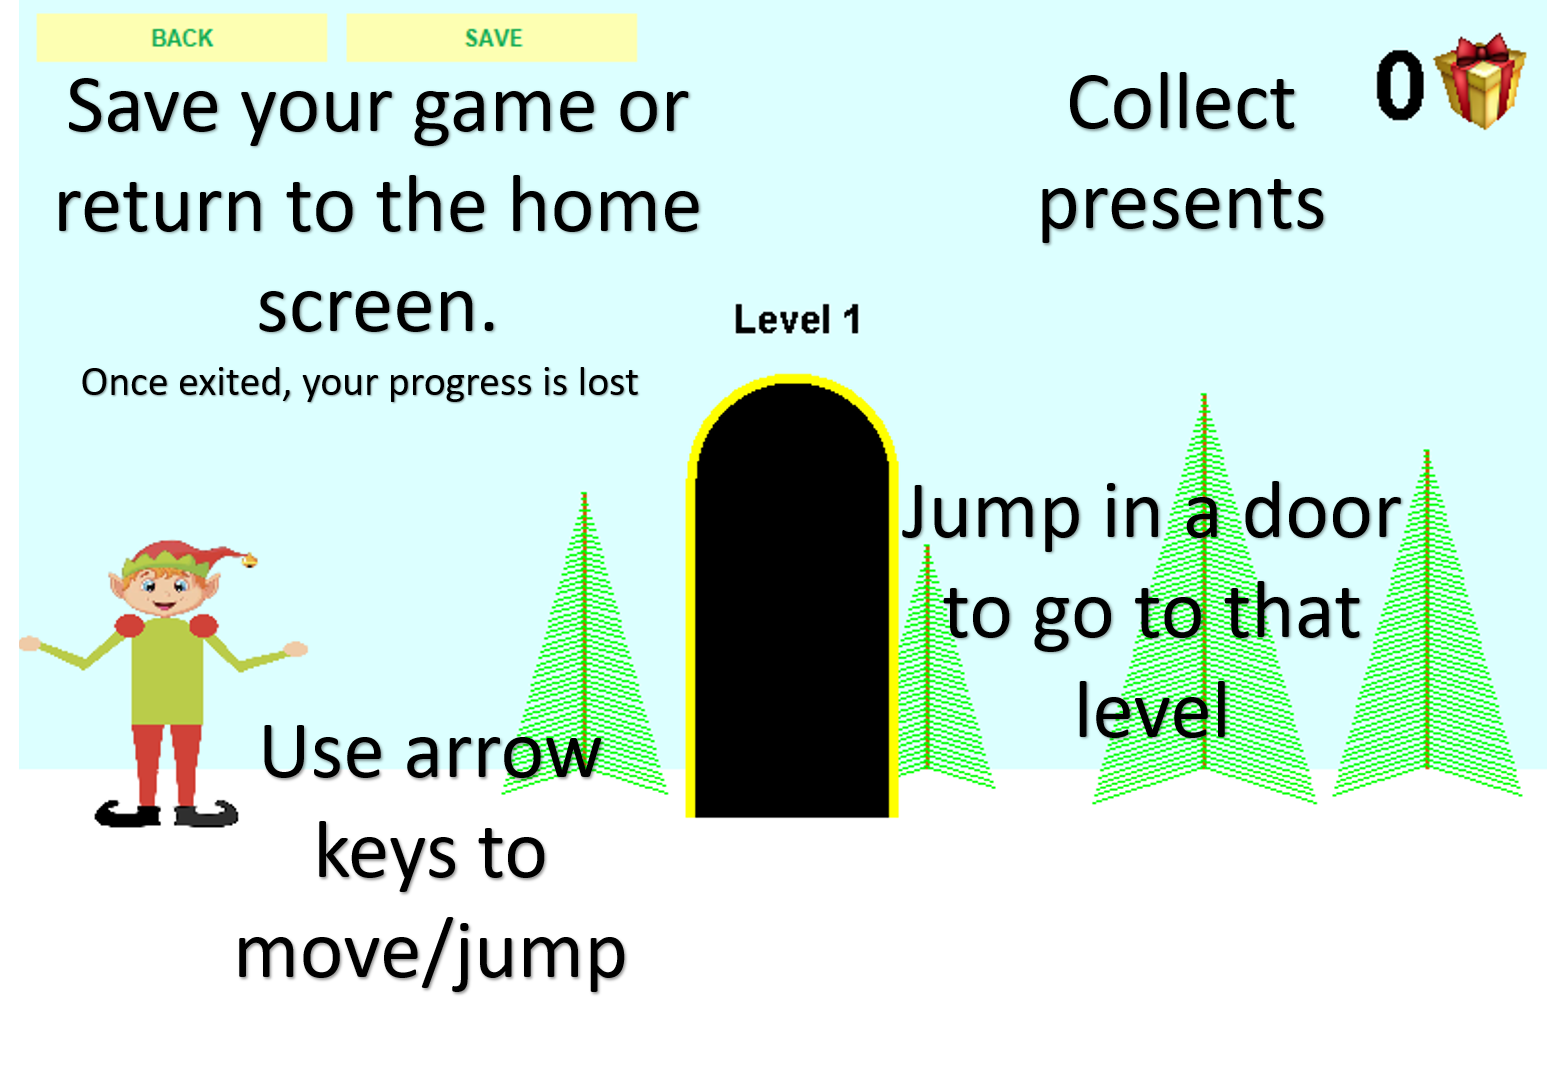 BACK
SAVE
Save your game or
return to the home
screen.
Once exited, your progress is lost
Collect
presents
0
Level 1
Jump in a door
to go to that
level
Use arrow
keys to
move/jump